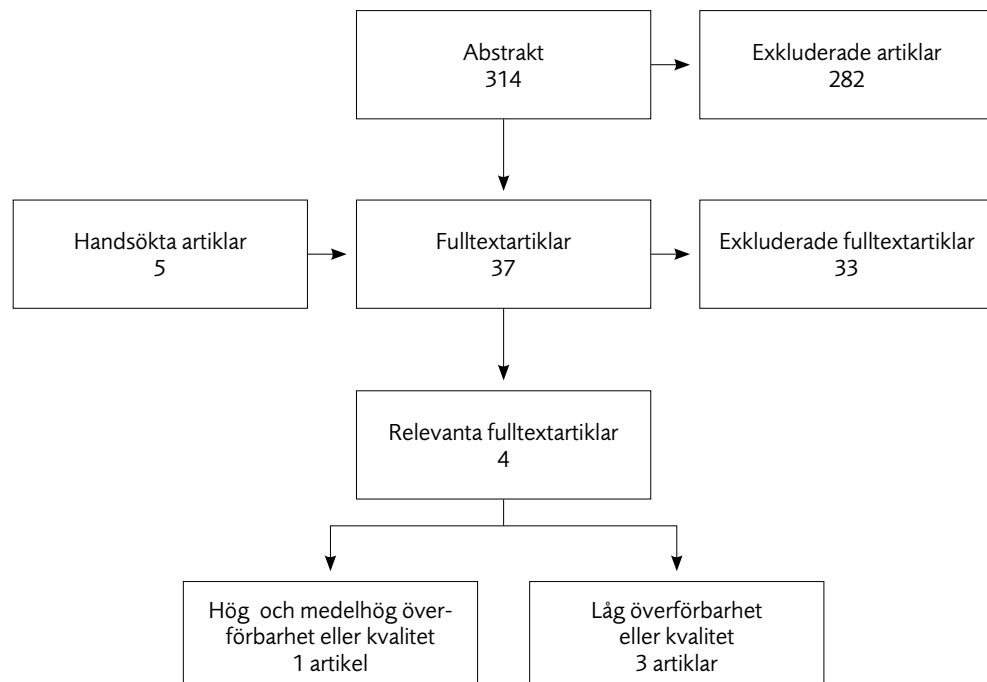 Abstrakt
314
Exkluderade artiklar
282
Handsökta artiklar
5
Fulltextartiklar
37
Exkluderade fulltextartiklar
33
Relevanta fulltextartiklar
4
Hög och medelhög över-
förbarhet eller kvalitet
1 artikel
Låg överförbarhet
eller kvalitet
3 artiklar